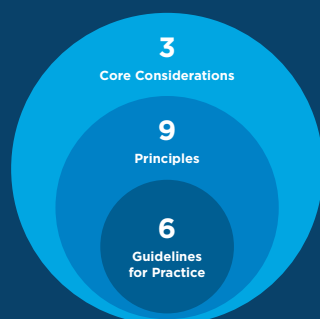 3
Core Considerations
9
Principles
6
Guidelines
for Practice